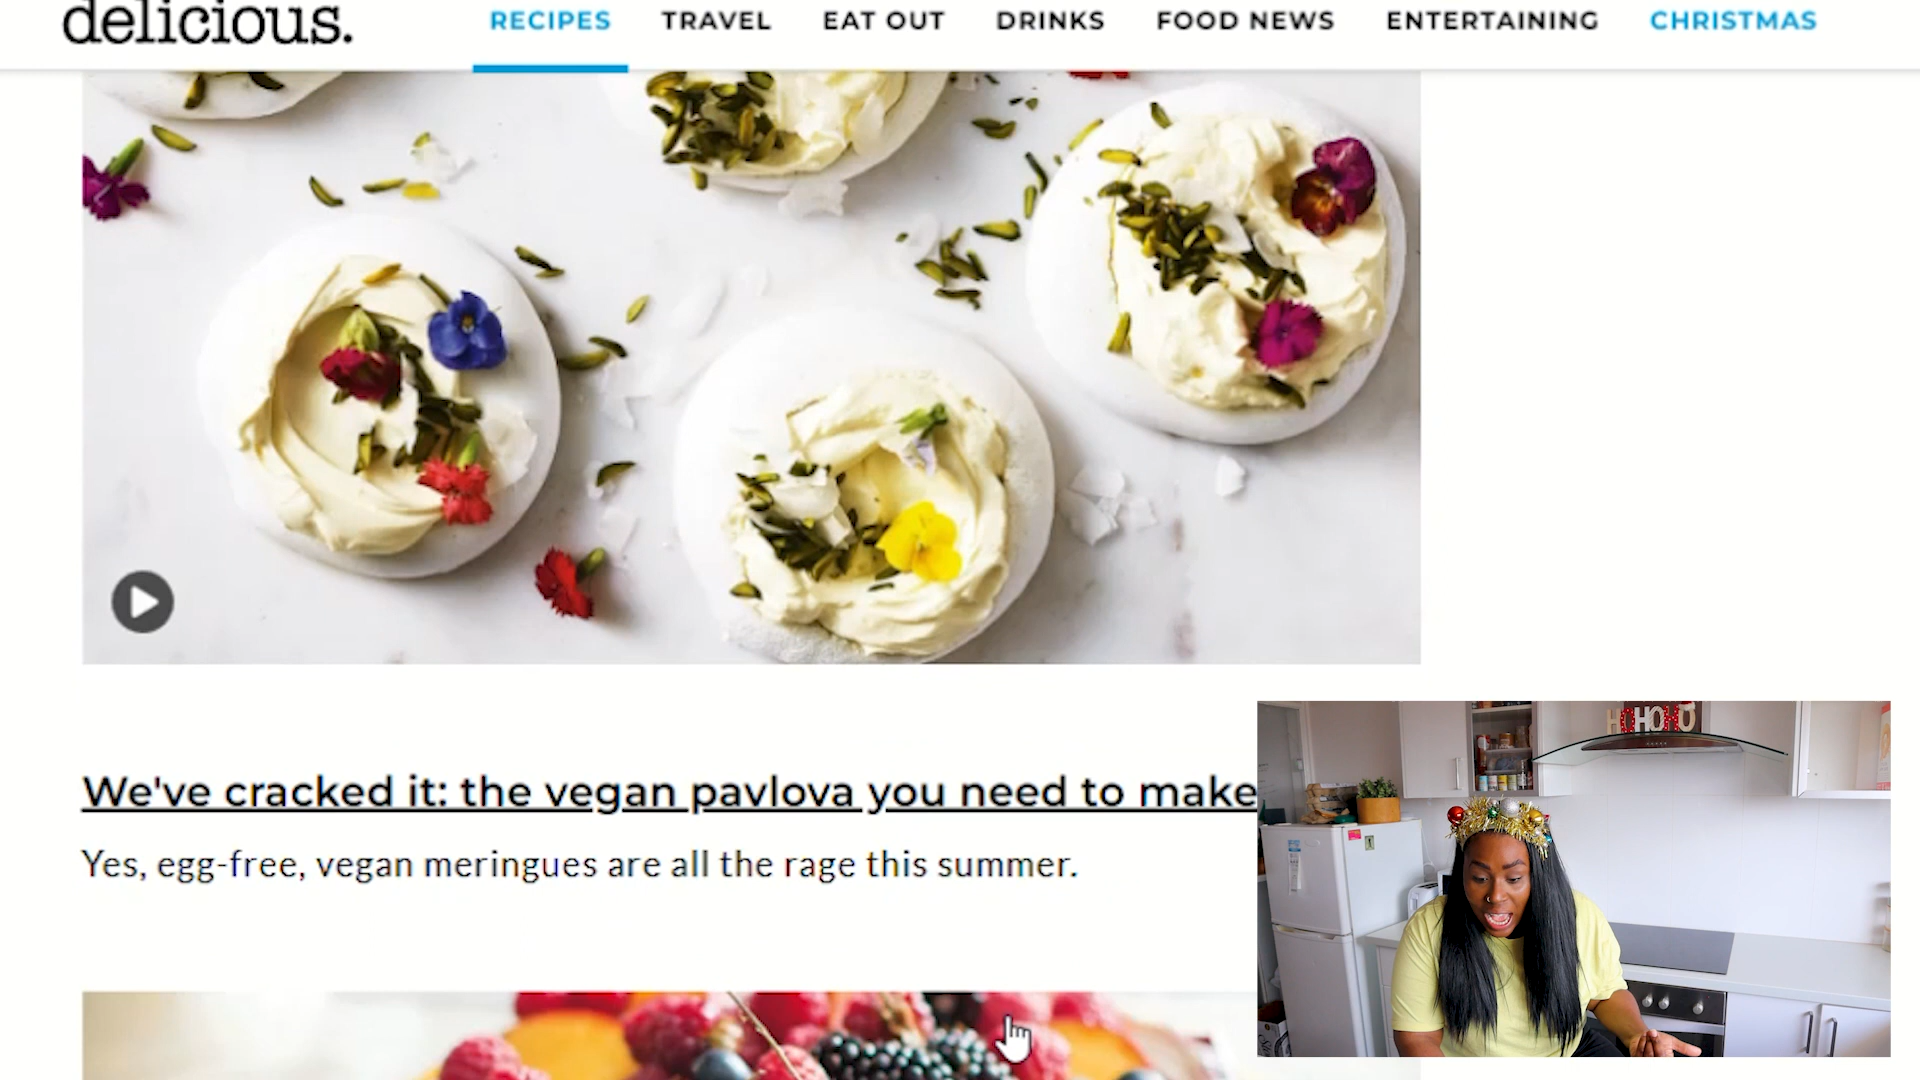 delicious.
RECIPES TRAVEL EAT OUT DRINKS FOOD NEWS ENTERTAINING CHRISTMAS
We've cracked it: the vegan pavlova you need to make
Yes, egg-free, vegan meringues are all the rage this summer.
HOHOHO